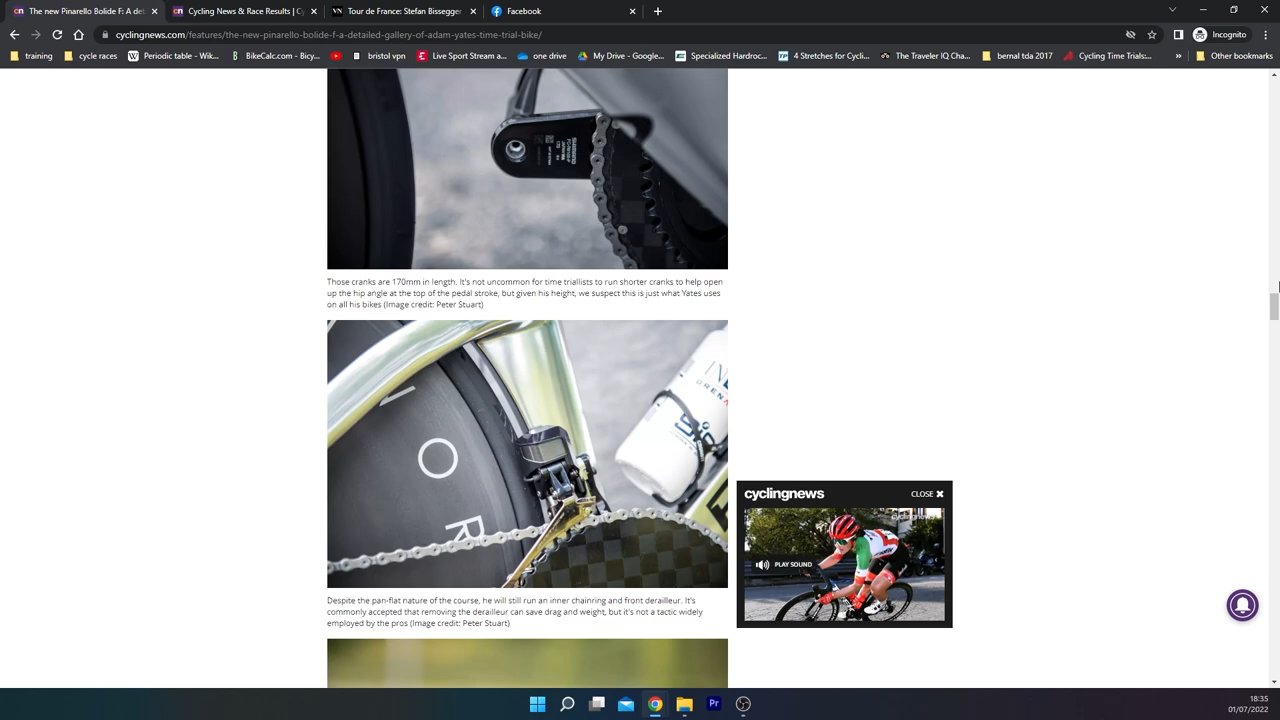 The new Pinarello Bolide F: A det
Cycling News & Race Results | Cy
Tour de France: Stefan Bissegger
Facebook
cyclingnews.com/features/the-new-pinarello-bolide-f-a-detailed-gallery-of-adam-yates-time-trial-bike/
Incognito
training
cycle races
Periodic table - Wik...
BikeCalc.com - Bicy...
bristol vpn
Live Sport Stream a...
one drive
My Drive -.Google...
Specialized Hardroc...
4 Stretches for Cycli...
The Traveler IQ Cha...
bernal tda 2017
Cycling Time Trials:...
Other bookmarks
SHIMANO
Those cranks are 170mm in length. It's not uncommon for time triallists to run shorter cranks to help open
up the hip angle at the top of the pedal stroke, but given his height, we suspect this is just what Yates uses
on all his bikes (Image credit: Peter Stuart)
O
R
Despite the pan-flat nature of the course, he will still run an inner chainring and front derailleur. It's
commonly accepted that removing the derailleur can save drag and weight, but it's not a tactic widely
employed by the pros (Image credit: Peter Stuart)
cyclingnews
CLOSE ✖
cyclingnews
PLAY SOUND
Pr
18:35
01/07/2022